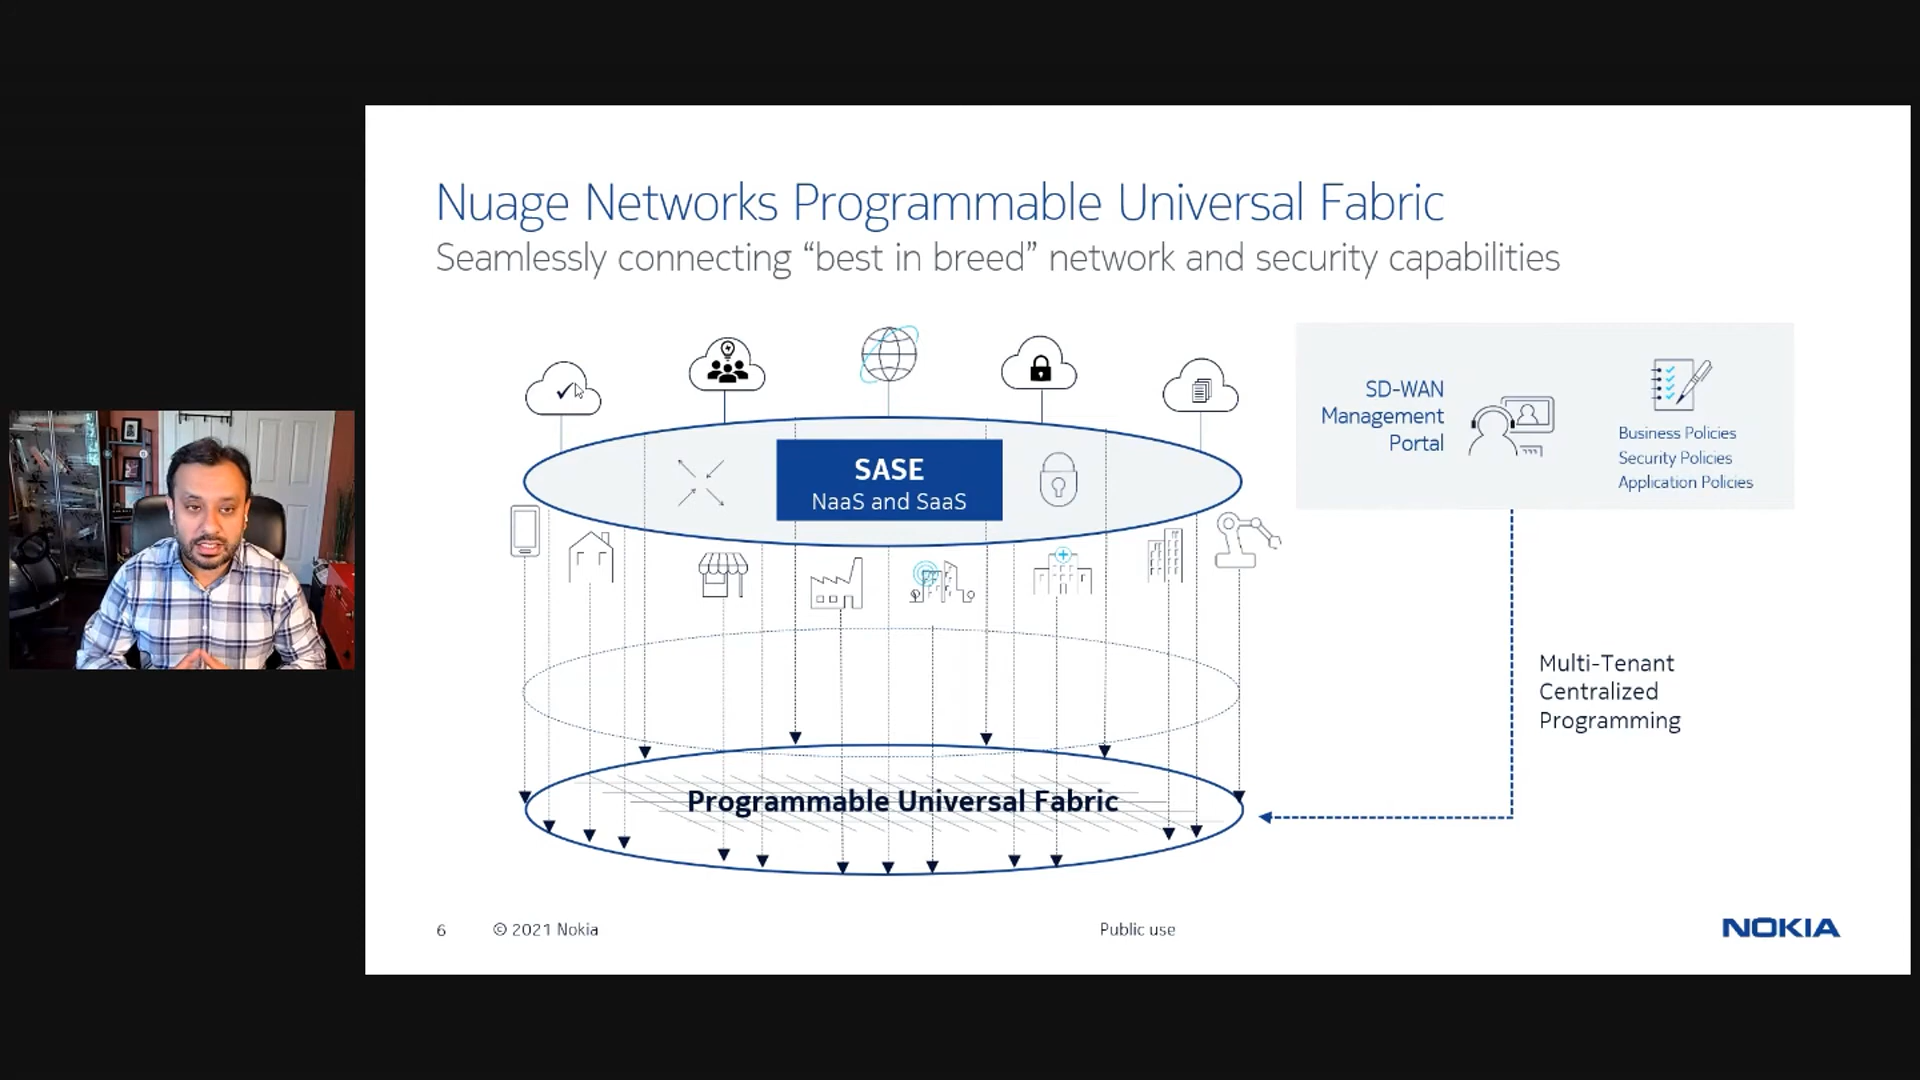 Nuage Networks Programmable Universal Fabric
Seamlessly connecting “best in breed” network and security capabilities
SASE
NaaS and SaaS
SD-WAN
Management
Portal
Business Policies
Security Policies
Application Policies
Multi-Tenant
Centralized
Programming
Programmable Universal Fabric
6
© 2021 Nokia
Public use
NOKIA